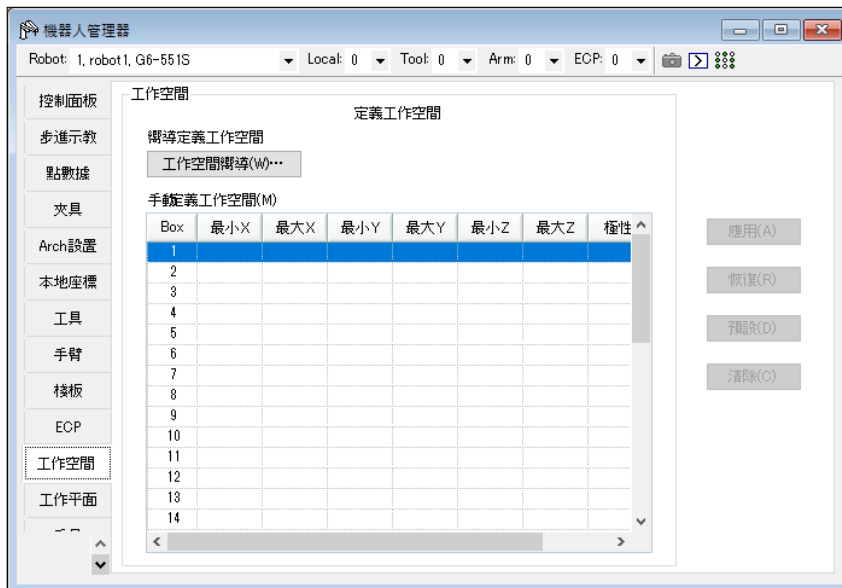 機器人管理器
Robot: 1, robot1, G6-551S Local: 0 Tool: 0 Arm: 0 ECP: 0
控制面板
步進示教
點數據
夾具
Arch設置
本地座標
工具
手臂
棧板
ECP
工作空間
工作平面
工作空間
定義工作空間
嚮導定義工作空間
工作空間嚮導(W)…
手動定義工作空間(M)
Box 最小X 最大X 最小Y 最大Y 最小Z 最大Z 極性
1
2
3
4
5
6
7
8
9
10
11
12
13
14
應用(A)
恢復(R)
預設(D)
清除(C)